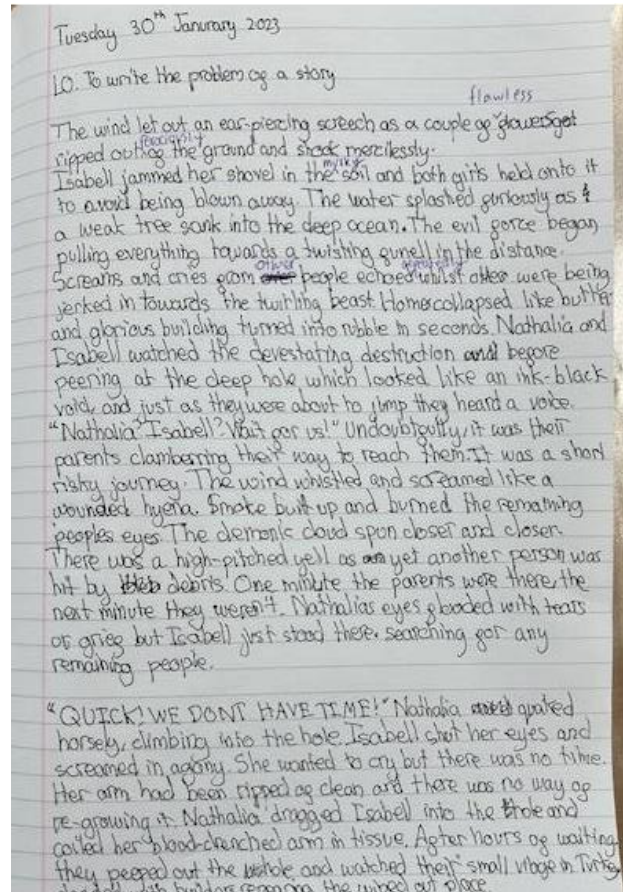 Tuesday 30th Janurary 2023
LO. To write the problem of a story
flawless
The wind let out an ear-piercing screech as a couple of flowers got
ferociously
ripped out of the ground and shook mercilessly.
Isabell jammed her shovel in the soil and both girls held onto it
to avoid being blown away. The water splashed furiously as
a weak tree sank into the deep ocean. The evil force began
pulling everything towards a twisting funell in the distance.
other
Screams and cries from people echoed whilst were being
jerked in towards the twirling beast. Homes collapsed like butter
and glorious building turned into rubble in seconds. Nathalia and
Isabell watched the devestating destruction before
peering at the deep hole which looked like an ink-black
void, and just as they were about to jump they heard a voice.
"Nathalia? Isabell? Wait for us!" Undoubtfully, it was their
parents clamberring their way to reach them. It was a short
risky journey. The wind whistled and screamed like a
wounded hyena. Smoke built up and burned the remaining
peoples eyes. The demonic cloud spun closer and closer.
There was a high-pitched yell as yet another person was
hit by debris. One minute the parents were there, the
next minute they weren't. Nathalias eyes flooded with tears
of grief but Isabell just stood there. searching for any
remaining people.
"QUICK! WE DONT HAVE TIME!" Nathalia quaked
horsely, climbing into the hole. Isabell shut her eyes and
screamed in agony. She wanted to cry but there was no time.
Her arm had been ripped of clean and there was no way of
re-growing it. Nathalia dragged Isabell into the hole and
coiled her blood-drenched arm in tissue. After hours of waiting
they peeped out the hole and watched their small vilage in Turkey
with builders repairing the wiped out place